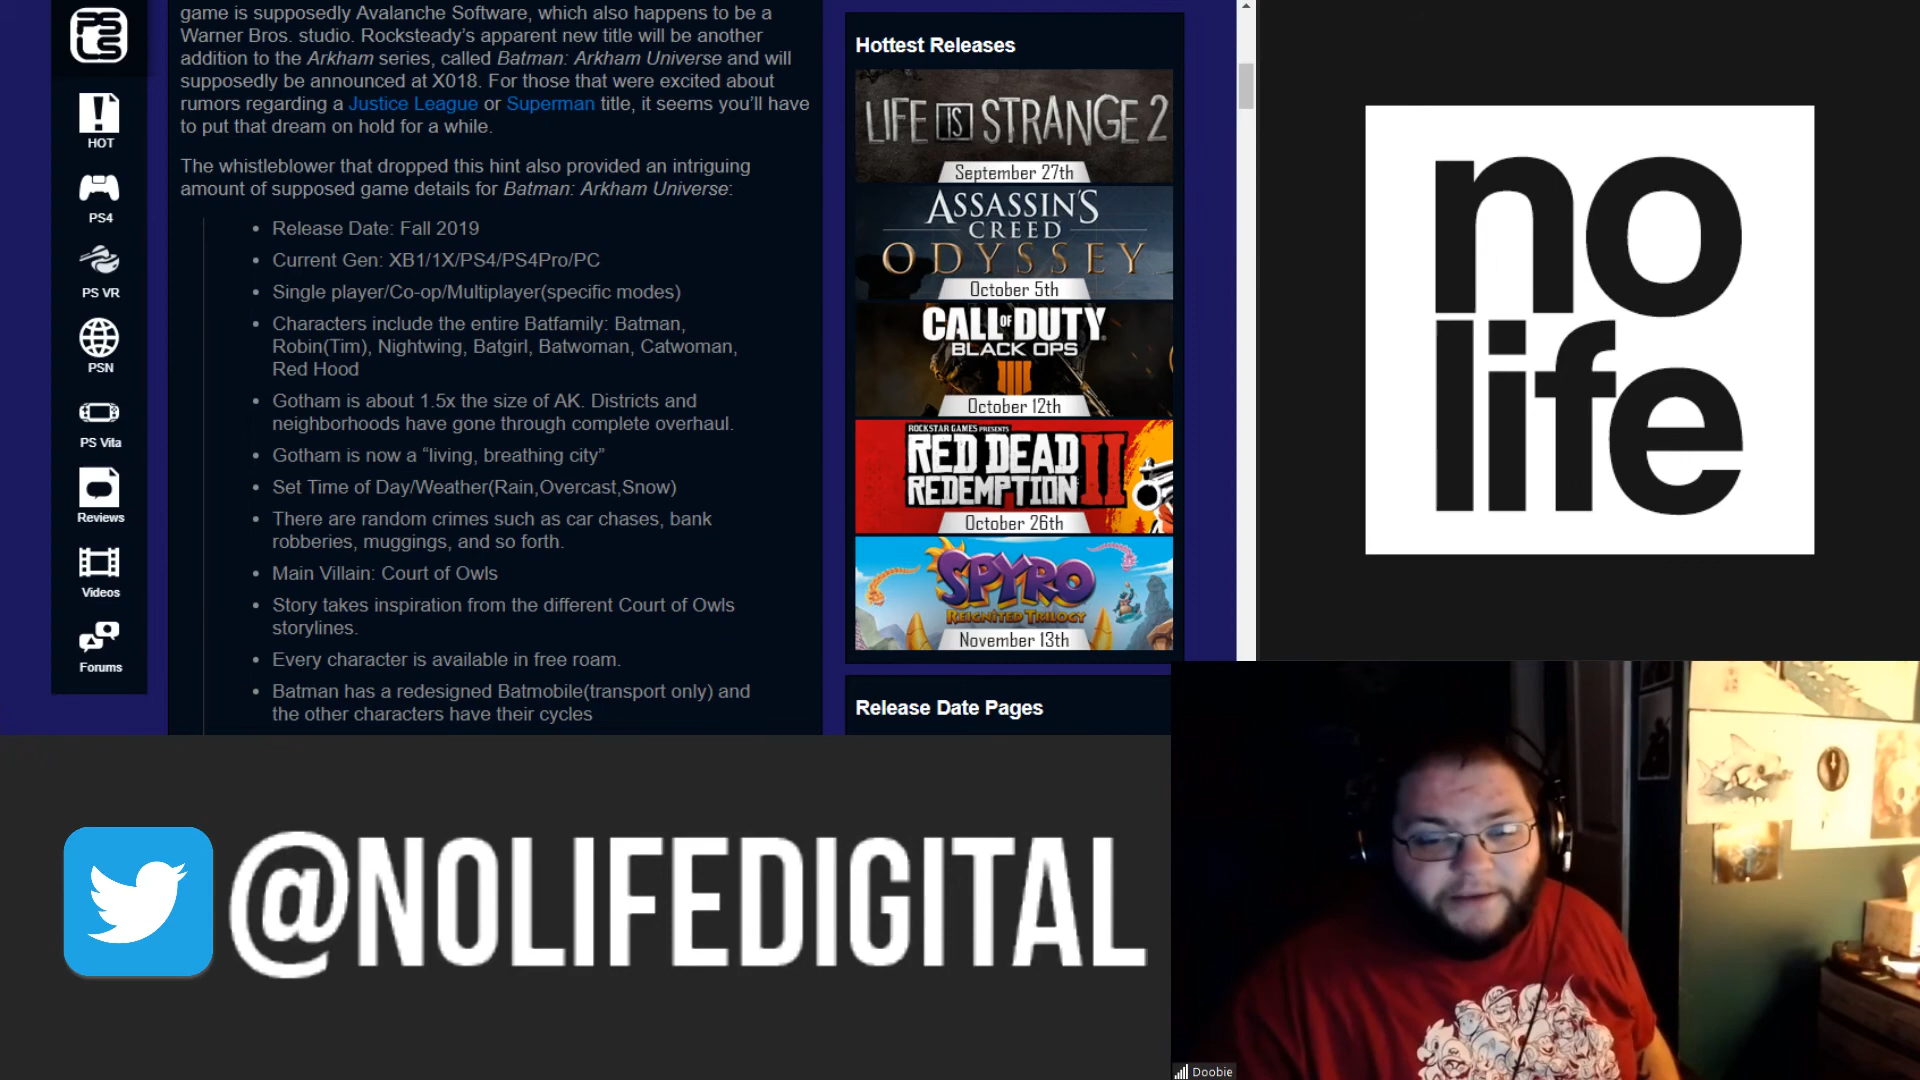 game is supposedly Avalanche Software, which also happens to be a
Warner Bros. studio. Rocksteady's apparent new title will be another
addition to the Arkham series, called Batman: Arkham Universe and will
supposedly be announced at X018. For those that were excited about
rumors regarding a Justice League or Superman title, it seems you'll have
to put that dream on hold for a while.
The whistleblower that dropped this hint also provided an intriguing
amount of supposed game details for Batman: Arkham Universe:
• Release Date: Fall 2019
• Current Gen: XB1/1X/PS4/PS4Pro/PC
• Single player/Co-op/Multiplayer(specific modes)
• Characters include the entire Batfamily: Batman,
Robin(Tim), Nightwing, Batgirl, Batwoman, Catwoman,
Red Hood
• Gotham is about 1.5x the size of AK. Districts and
neighborhoods have gone through complete overhaul.
• Gotham is now a “living, breathing city”
• Set Time of Day/Weather(Rain,Overcast,Snow)
• There are random crimes such as car chases, bank
robberies, muggings, and so forth.
• Main Villain: Court of Owls
• Story takes inspiration from the different Court of Owls
storylines.
• Every character is available in free roam.
• Batman has a redesigned Batmobile(transport only) and
the other characters have their cycles
PSLS
HOT
PS4
PS VR
PSN
PS Vita
Reviews
Videos
Forums
Hottest Releases
LIFE IS STRANGE 2
September 27th
ASSASSIN'S
CREED
ODYSSEY
October 5th
CALL OF DUTY
BLACK OPS
IIII
October 12th
ROCKSTAR GAMES PRESENTS
RED DEAD
REDEMPTION II
October 26th
SPYRO
REIGNITED TRILOGY
November 13th
Release Date Pages
no
life
@NOLIFEDIGITAL
Doobie